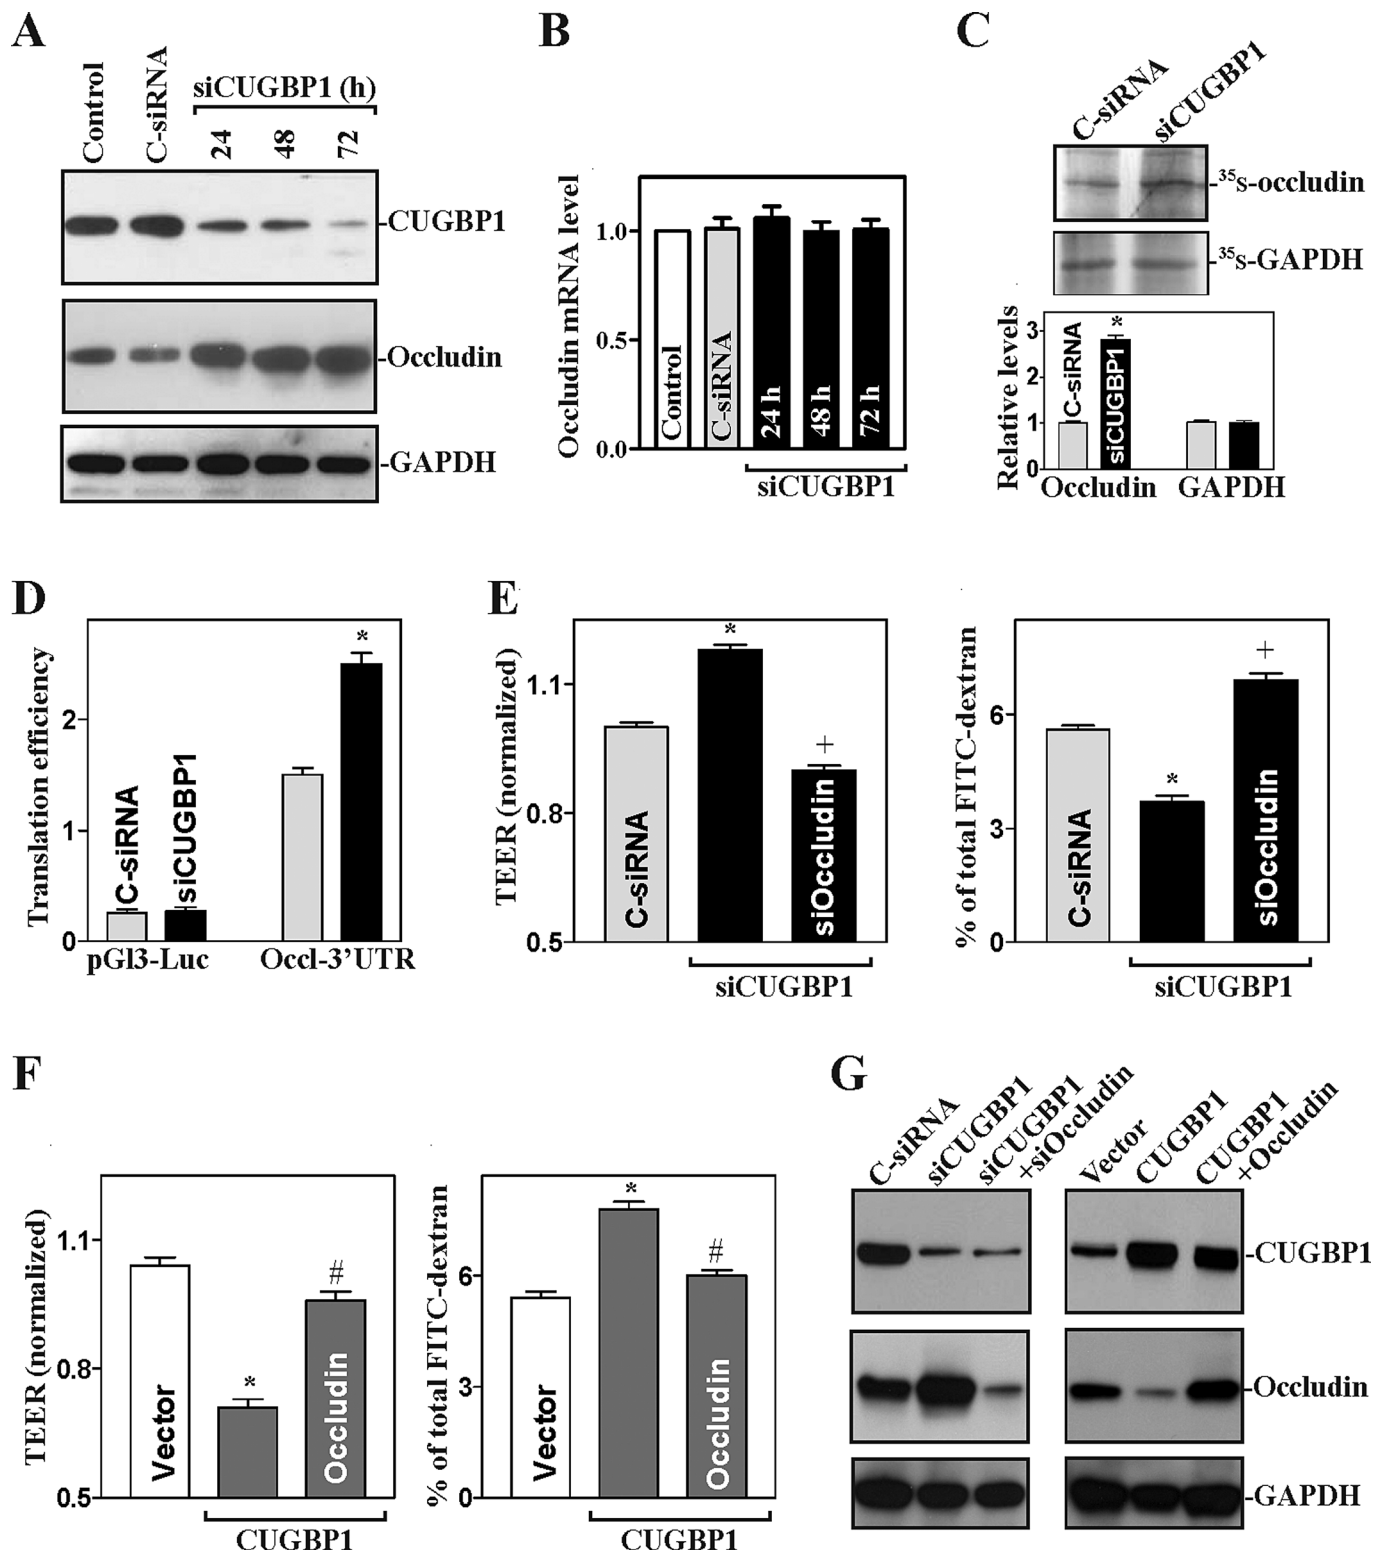 A
Control
C-siRNA
siCUGBP1 (h)
24
48
72
-CUGBP1
-Occludin
-GAPDH
B
Occludin mRNA level
1.0
0.5
0.0
Control
C-siRNA
24 h
48 h
72 h
siCUGBP1
C
C-siRNA
siCUGBP1
-35S-occludin
-35S-GAPDH
Relative levels
3
2
1
0
C-siRNA
siCUGBP1
*
Occludin
GAPDH
D
Translation efficiency
2
1
0
C-siRNA
siCUGBP1
*
pGl3-Luc
Occl-3’UTR
E
TEER (normalized)
1.1
0.8
0.5
C-siRNA
*
+
siOccludin
siCUGBP1
% of total FITC-dextran
6
3
0
C-siRNA
*
+
siOccludin
siCUGBP1
F
TEER (normalized)
1.1
0.8
0.5
Vector
*
#
Occludin
CUGBP1
% of total FITC-dextran
6
3
0
Vector
*
#
Occludin
CUGBP1
G
C-siRNA
siCUGBP1
siCUGBP1
+siOccludin
Vector
CUGBP1
CUGBP1
+Occludin
-CUGBP1
-Occludin
-GAPDH